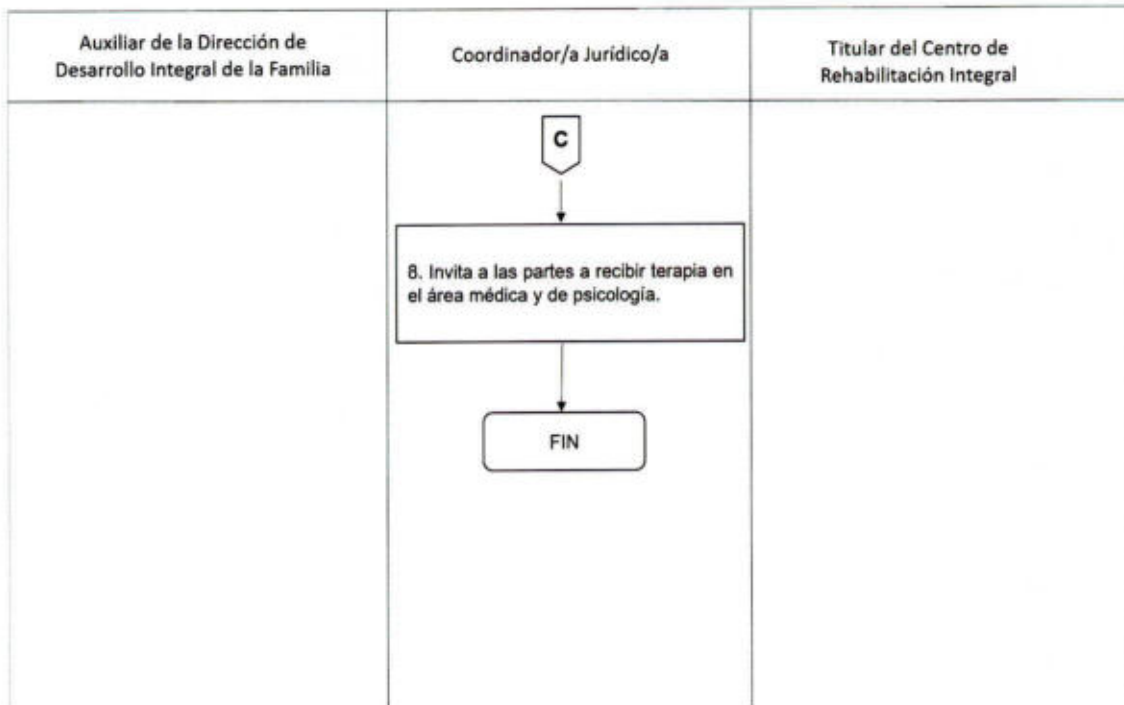 Auxiliar de la Dirección de
Desarrollo Integral de la Familia
Coordinador/a Jurídico/a
Titular del Centro de
Rehabilitación Integral
C
8. Invita a las partes a recibir terapia en
el área médica y de psicología.
FIN